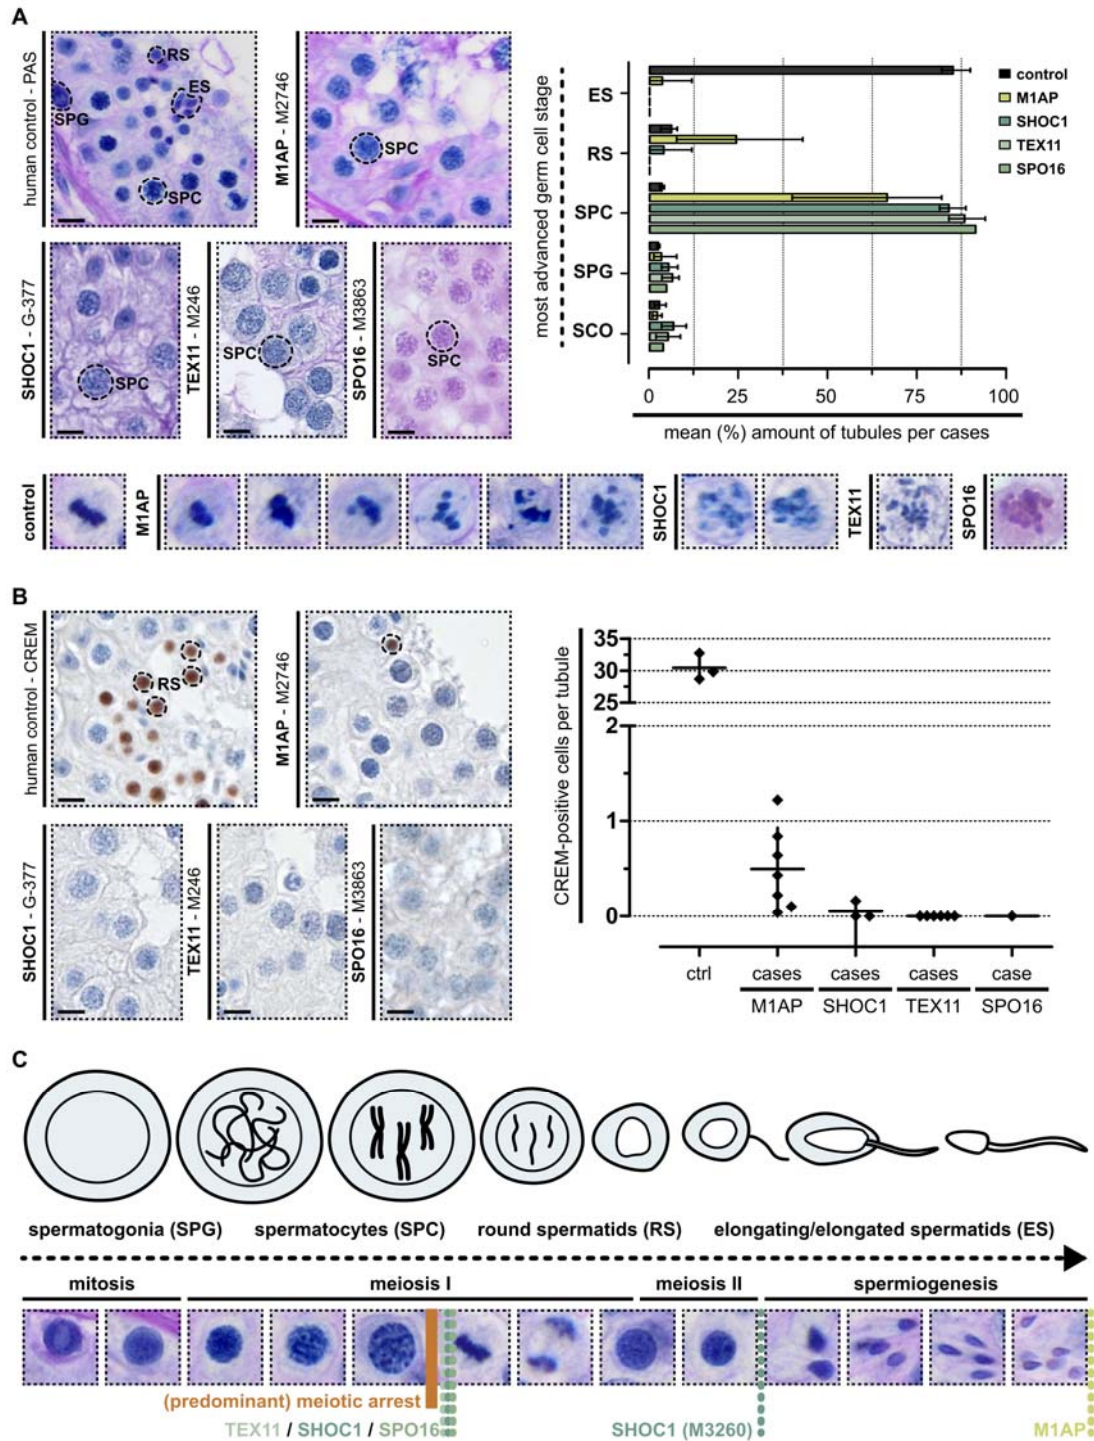 A
human control - PAS
RS
ES
SPG
SPC
M1AP - M2746
SPC
SHOC1 - G-377
SPC
TEX11 - M246
SPC
SPO16 - M3863
SPC
most advanced germ cell stage
ES
RS
SPC
SPG
SCO
control
M1AP
SHOC1
TEX11
SPO16
0 25 50 75 100
mean (%) amount of tubules per cases
control
M1AP
SHOC1
TEX11
SPO16
B
human control - CREM
RS
M1AP - M2746
SHOC1 - G-377
TEX11 - M246
SPO16 - M3863
CREM-positive cells per tubule
35
30
25
2
1
0
ctrl cases cases cases case
M1AP SHOC1 TEX11 SPO16
C
spermatogonia (SPG) spermatocytes (SPC) round spermatids (RS) elongating/elongated spermatids (ES)
mitosis meiosis I meiosis II spermiogenesis
(predominant) meiotic arrest
TEX11 / SHOC1 / SPO16 SHOC1 (M3260) M1AP